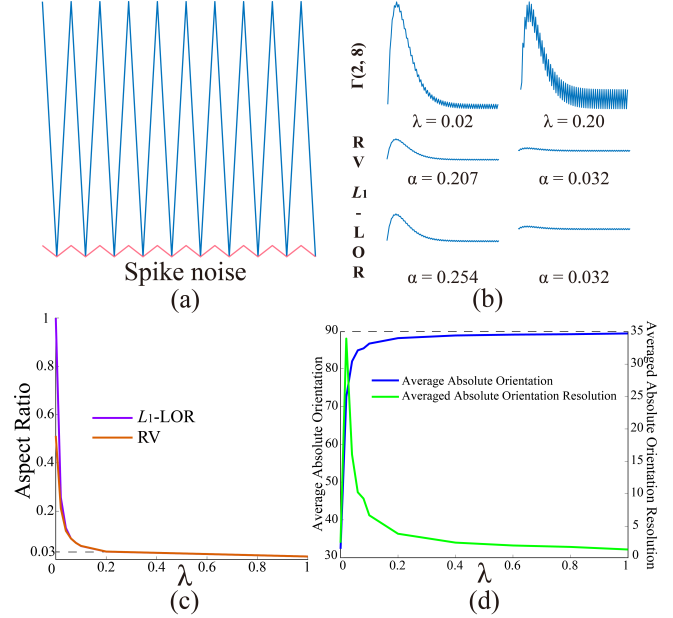 Spike noise
(a)
Γ(2, 8)
λ = 0.02
λ = 0.20
RV
α = 0.207
α = 0.032
L1-LOR
α = 0.254
α = 0.032
(b)
Aspect Ratio
1
0.8
0.6
0.4
0.2
0.03
L1-LOR
RV
0
0.2
0.4
0.6
0.8
1
λ
(c)
Average Absolute Orientation
90
80
70
60
50
40
30
Average Absolute Orientation
Averaged Absolute Orientation Resolution
35
30
25
20
15
10
5
0
Averaged Absolute Orientation Resolution
0
0.2
0.4
0.6
0.8
1
λ
(d)